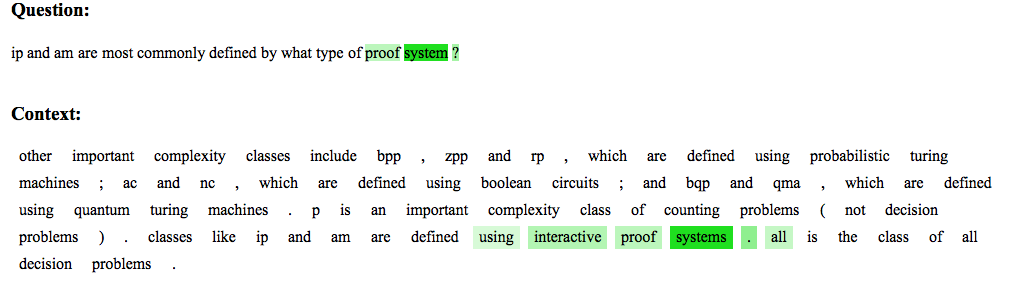 Question:
ip and am are most commonly defined by what type of proof system ?
Context:
other important complexity classes include bpp , zpp and rp , which are defined using probabilistic turing
machines ; ac and nc , which are defined using boolean circuits ; and bqp and qma , which are defined
using quantum turing machines . p is an important complexity class of counting problems ( not decision
problems ) . classes like ip and am are defined using interactive proof systems . all is the class of all
decision problems .